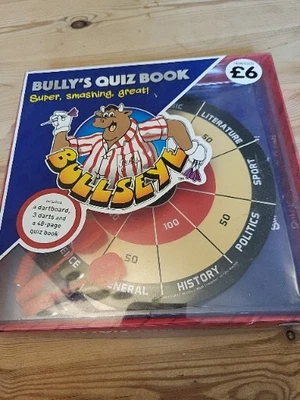 BULLY'S QUIZ BOOK
Super, smashing, great!
£6
BULLSEYE
includes
a dartboard,
3 darts and
a 48-page
quiz book
LITERATURE
SPORT
POLITICS
HISTORY
50
50
50
100